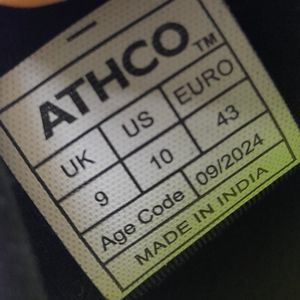 ATHCO™
UK US EURO
9 10 43
Age Code 09/2024
MADE IN INDIA